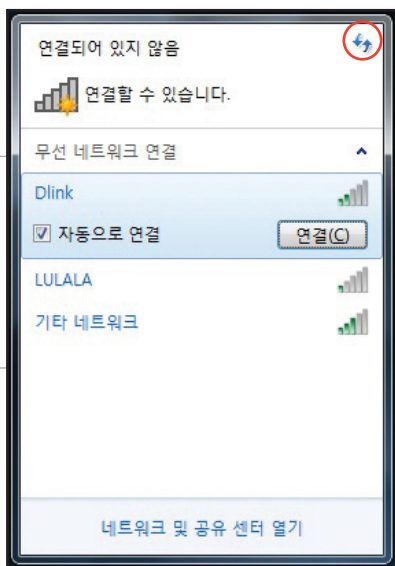 연결되어 있지 않음
연결할 수 있습니다.
무선 네트워크 연결
Dlink
자동으로 연결 연결(C)
LULALA
기타 네트워크
네트워크 및 공유 센터 열기